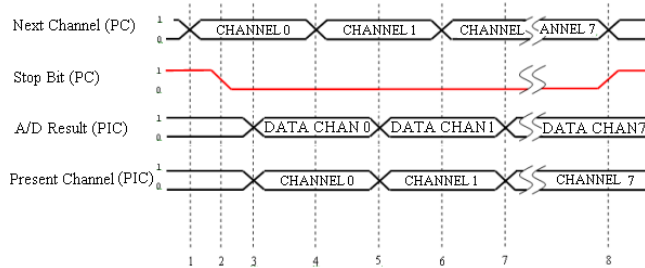 Next Channel (PC) 1 0. CHANNEL 0 CHANNEL 1 CHANNEL ANNEL 7
Stop Bit (PC) 1 0.
A/D Result (PIC) 1 0. DATA CHAN 0 DATA CHAN 1 DATA CHAN7
Present Channel (PIC) 1 0. CHANNEL 0 CHANNEL 1 CHANNEL 7
1 2 3 4 5 6 7 8